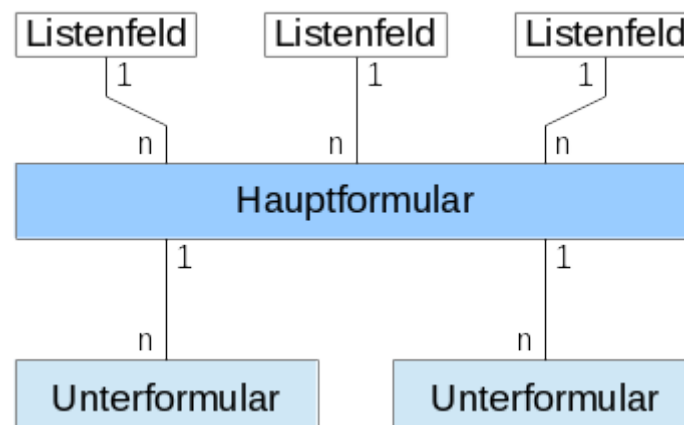 Listenfeld Listenfeld Listenfeld
1 1 1
n n n
Hauptformular
1 1
n n
Unterformular Unterformular